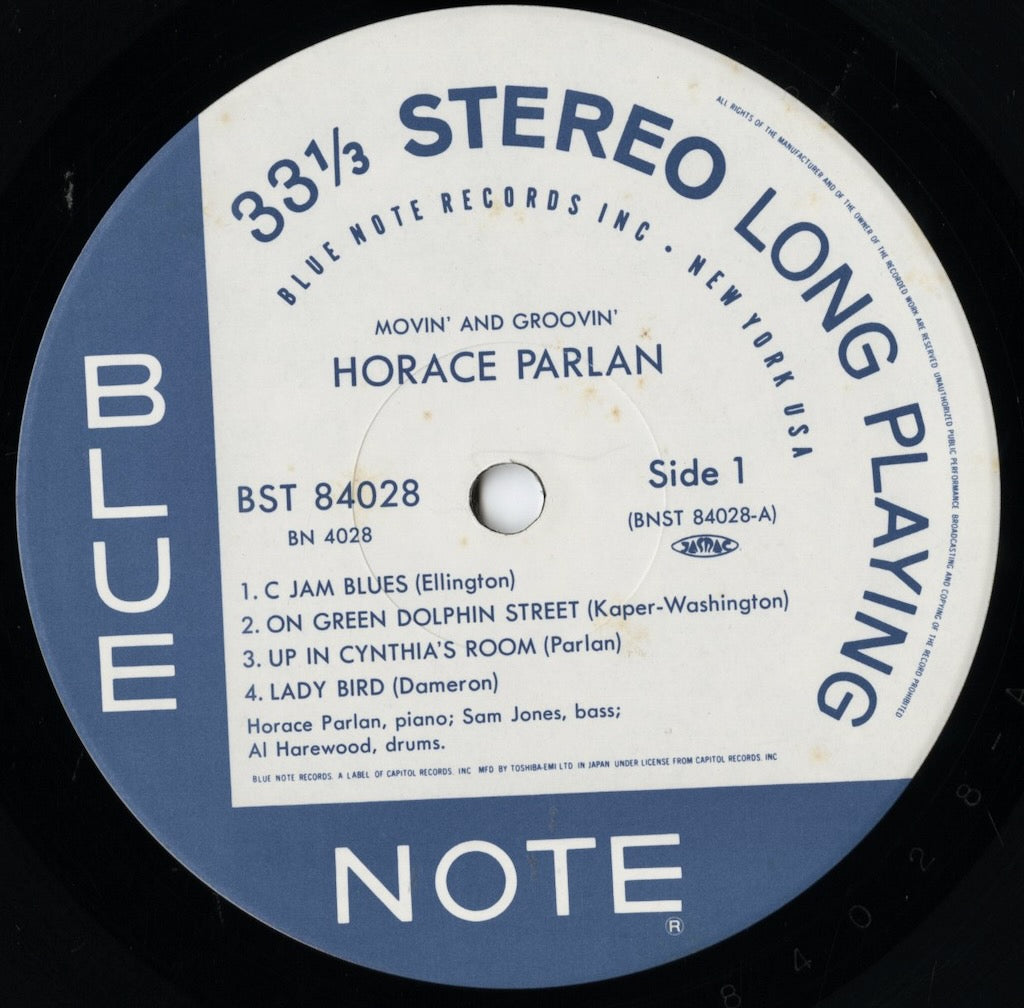 33⅓ STEREO LONG PLAYING
BLUE NOTE RECORDS INC · NEW YORK USA
ALL RIGHTS OF THE MANUFACTURER AND OF THE OWNER OF THE RECORDED WORK ARE RESERVED UNAUTHORIZED PUBLIC PERFORMANCE BROADCASTING AND COPYING OF THE RECORD PROHIBITED
MOVIN' AND GROOVIN'
HORACE PARLAN
BST 84028
BN 4028
Side 1
(BNST 84028-A)
JASRAC
1. C JAM BLUES (Ellington)
2. ON GREEN DOLPHIN STREET (Kaper-Washington)
3. UP IN CYNTHIA'S ROOM (Parlan)
4. LADY BIRD (Dameron)
Horace Parlan, piano; Sam Jones, bass;
Al Harewood, drums.
BLUE NOTE RECORDS. A LABEL OF CAPITOL RECORDS. INC MFD BY TOSHIBA-EMI LTD IN JAPAN UNDER LICENSE FROM CAPITOL RECORDS. INC
BLUE
NOTE
®